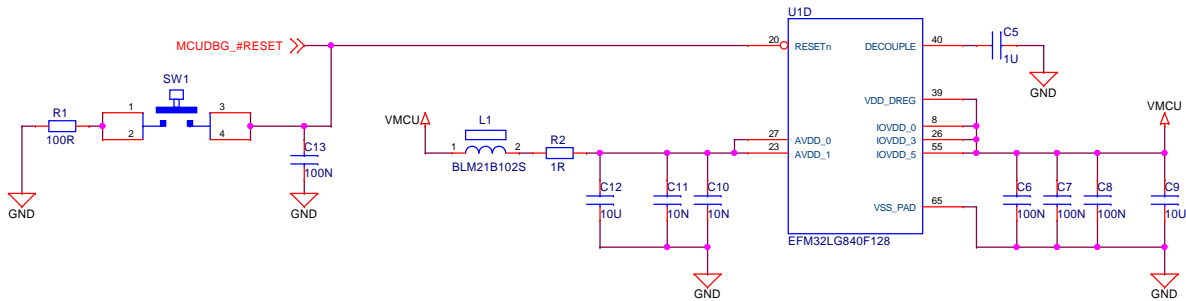 U1D
MCUDBG_#RESET
20
RESETn
DECOUPLE
40
C5
1U
GND
SW1
R1
100R
1
2
3
4
C13
100N
GND
GND
VMCU
L1
1
2
BLM21B102S
R2
1R
27
23
AVDD_0
AVDD_1
VDD_DREG
IOVDD_0
IOVDD_3
IOVDD_5
39
8
26
55
VMCU
C12
10U
C11
10N
C10
10N
GND
VSS_PAD
65
EFM32LG840F128
C6
100N
C7
100N
C8
100N
C9
10U
GND